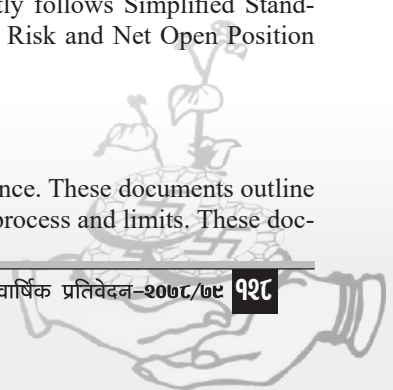 tly follows Simplified Stand-
Risk and Net Open Position
nce. These documents outline
process and limits. These doc-
वार्षिक प्रतिवेदन-२०७८/७९ १२८